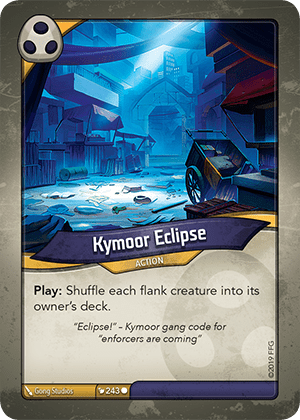 Kymoor Eclipse
ACTION
Play: Shuffle each flank creature into its
owner's deck.
"Eclipse!" – Kymoor gang code for
"enforcers are coming"
©2019 FFG
Gong Studios
243